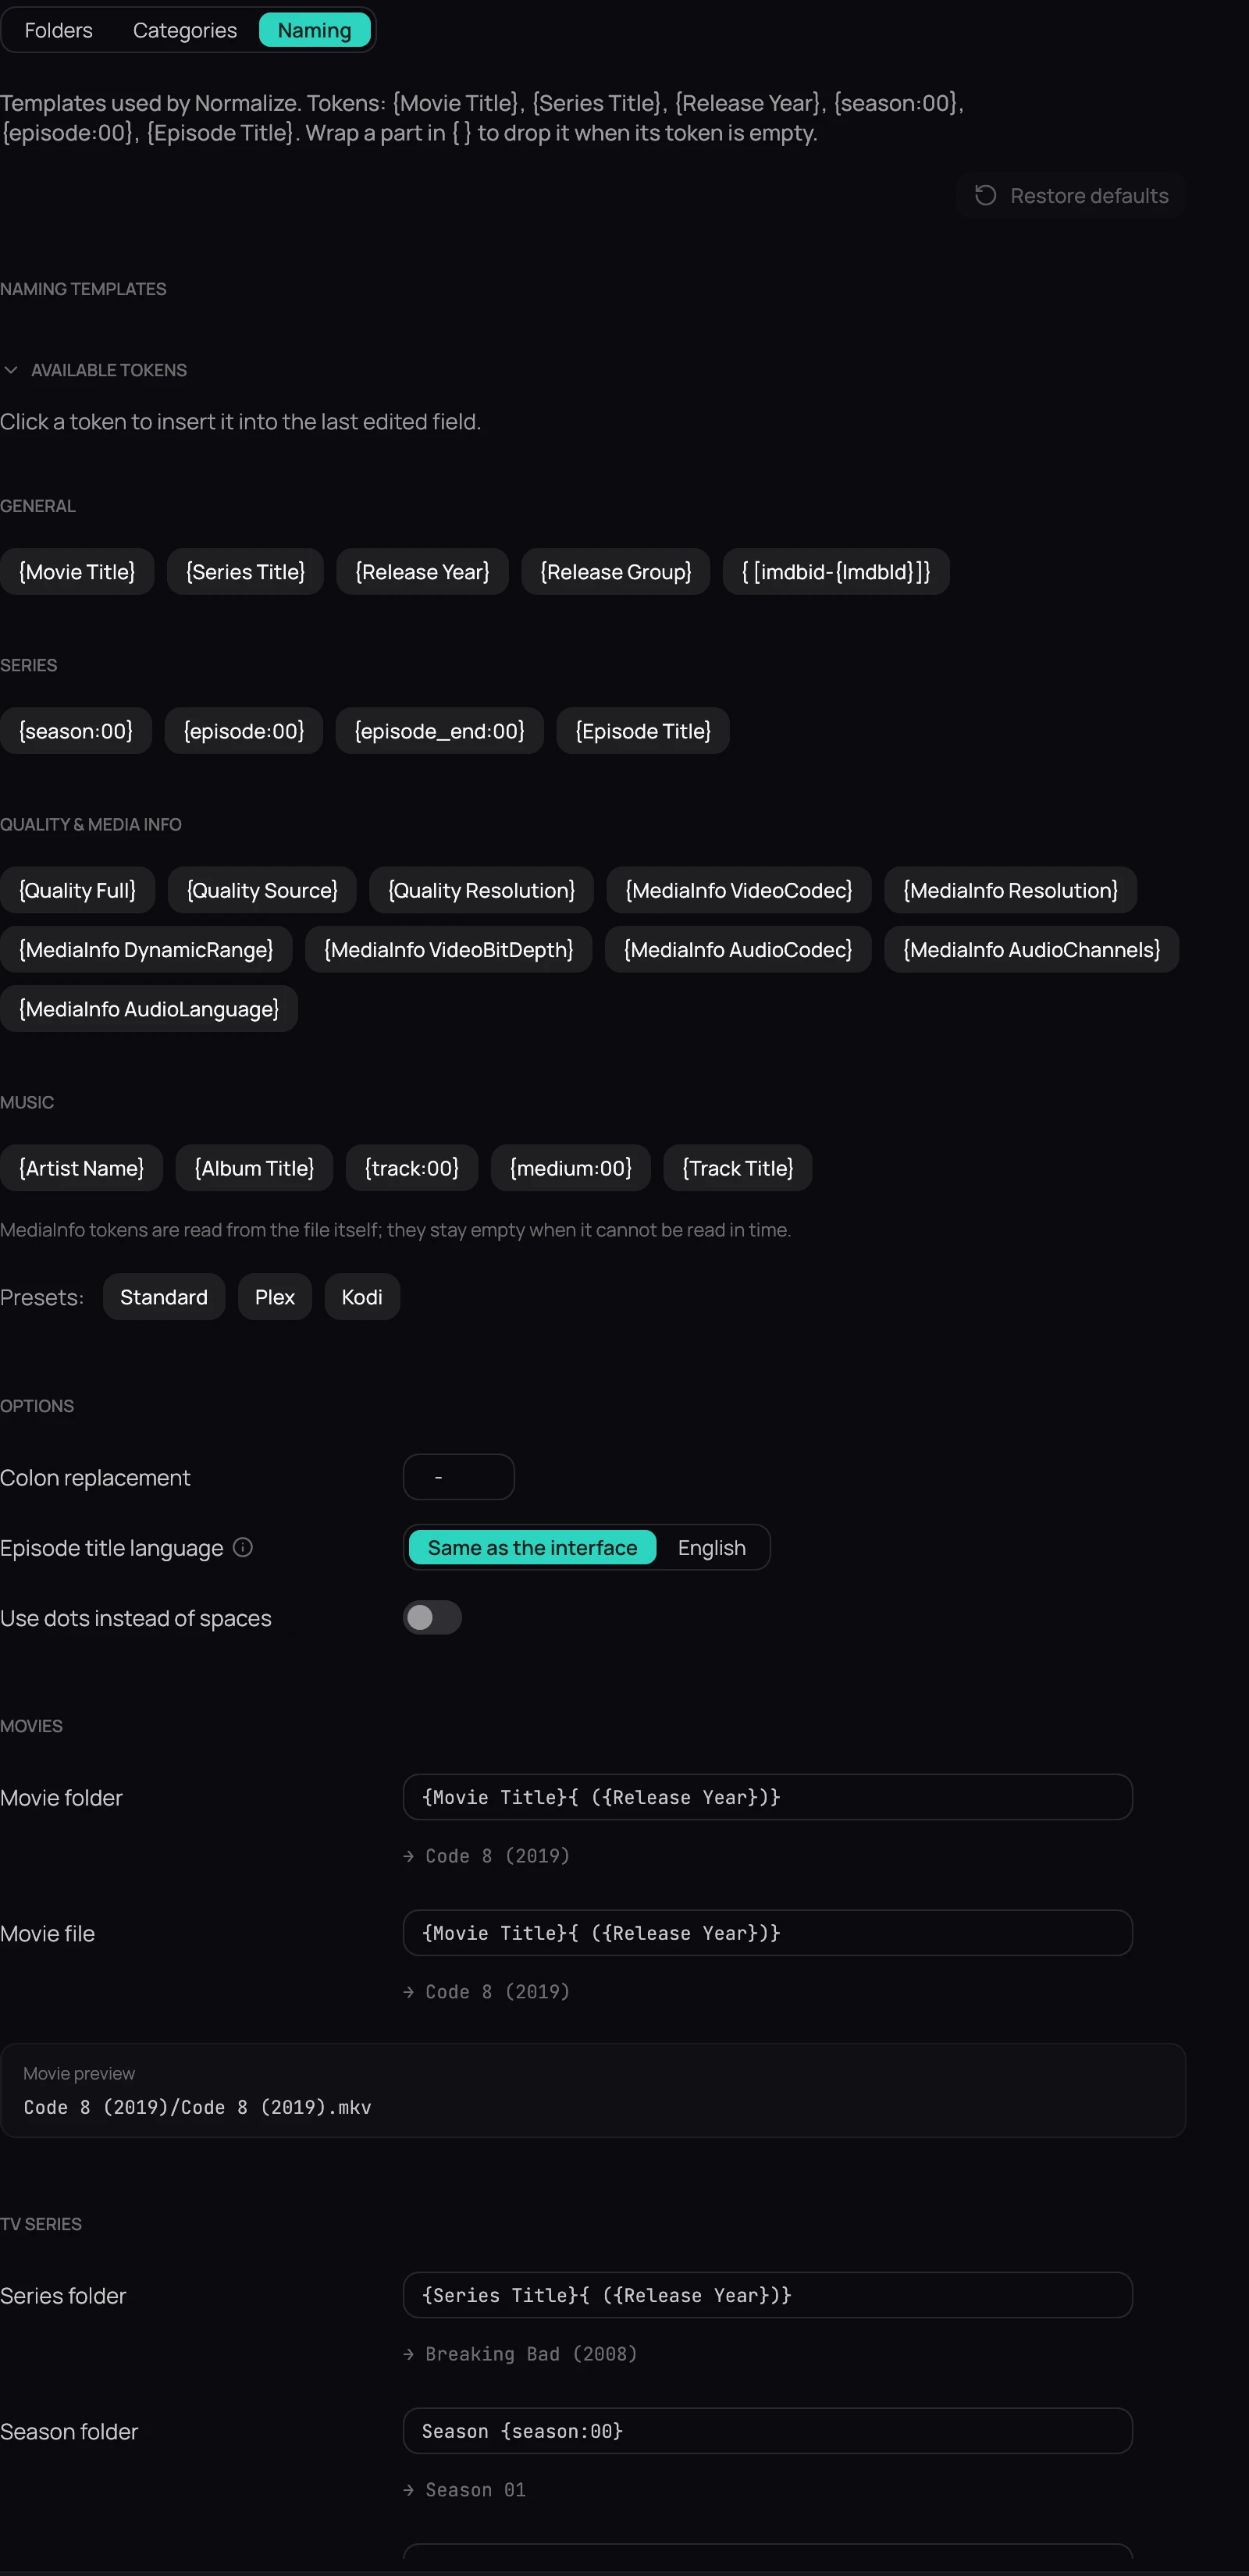 Folders Categories Naming
Templates used by Normalize. Tokens: {Movie Title}, {Series Title}, {Release Year}, {season:00},
{episode:00}, {Episode Title}. Wrap a part in { } to drop it when its token is empty.
Restore defaults
NAMING TEMPLATES
AVAILABLE TOKENS
Click a token to insert it into the last edited field.
GENERAL
{Movie Title} {Series Title} {Release Year} {Release Group} { [imdbid-{ImdbId}]}
SERIES
{season:00} {episode:00} {episode_end:00} {Episode Title}
QUALITY & MEDIA INFO
{Quality Full} {Quality Source} {Quality Resolution} {MediaInfo VideoCodec} {MediaInfo Resolution}
{MediaInfo DynamicRange} {MediaInfo VideoBitDepth} {MediaInfo AudioCodec} {MediaInfo AudioChannels}
{MediaInfo AudioLanguage}
MUSIC
{Artist Name} {Album Title} {track:00} {medium:00} {Track Title}
MediaInfo tokens are read from the file itself; they stay empty when it cannot be read in time.
Presets: Standard Plex Kodi
OPTIONS
Colon replacement -
Episode title language Same as the interface English
Use dots instead of spaces
MOVIES
Movie folder {Movie Title}{ ({Release Year})}
→ Code 8 (2019)
Movie file {Movie Title}{ ({Release Year})}
→ Code 8 (2019)
Movie preview
Code 8 (2019)/Code 8 (2019).mkv
TV SERIES
Series folder {Series Title}{ ({Release Year})}
→ Breaking Bad (2008)
Season folder Season {season:00}
→ Season 01